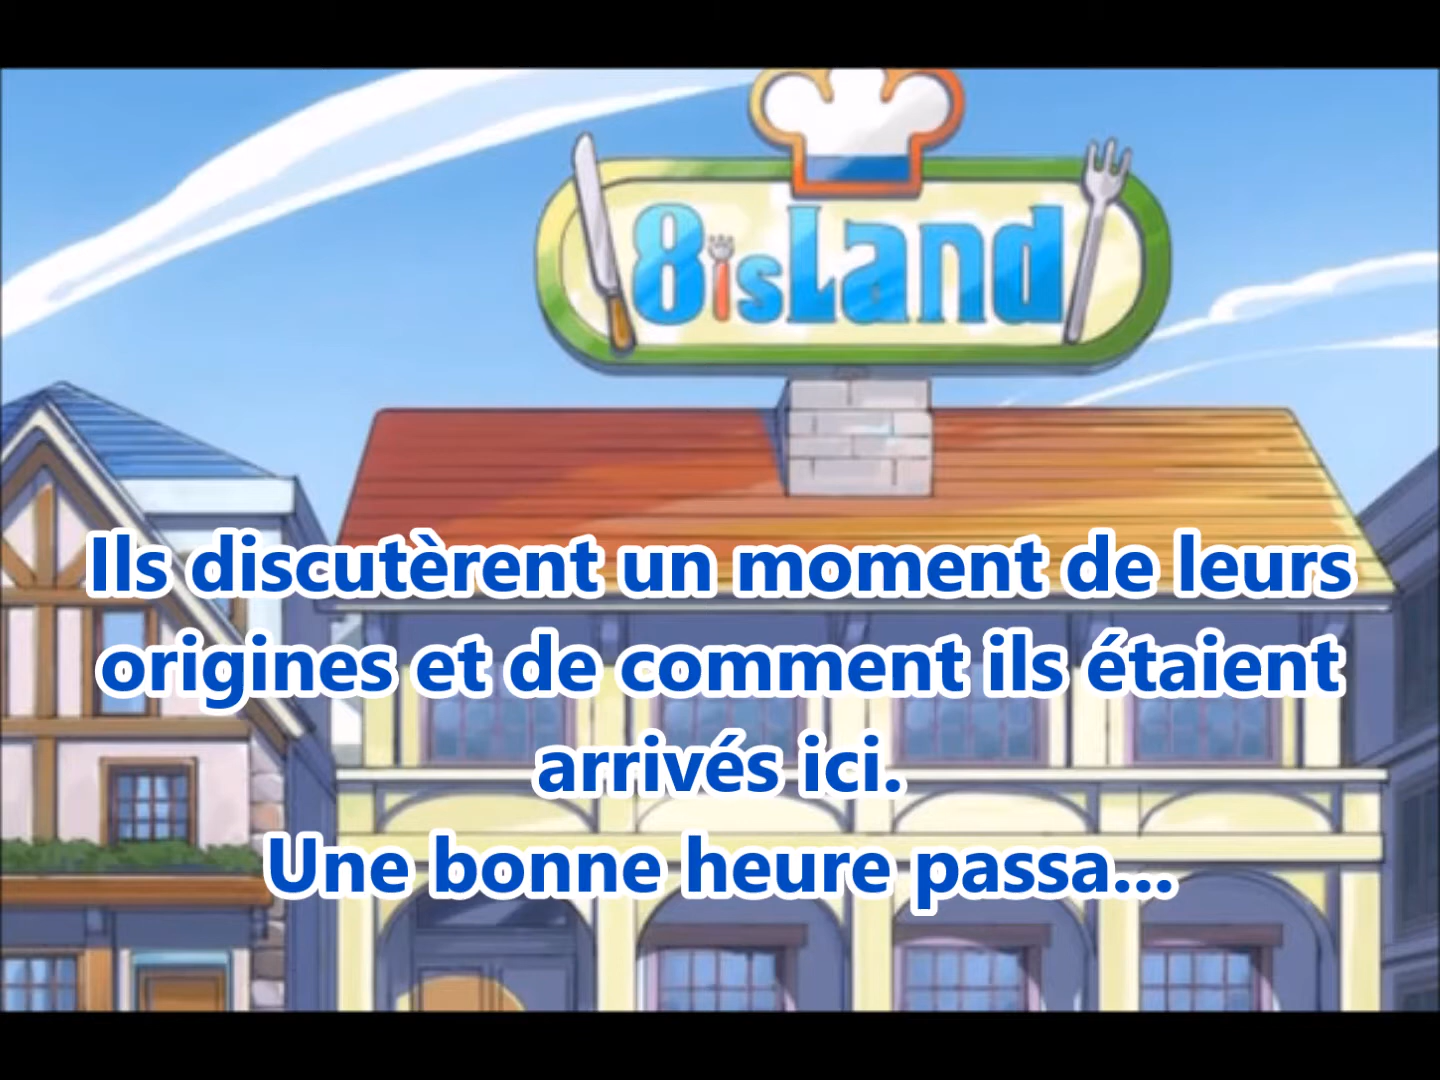 8isLand
Ils discutèrent un moment de leurs
origines et de comment ils étaient
arrivés ici.
Une bonne heure passa...